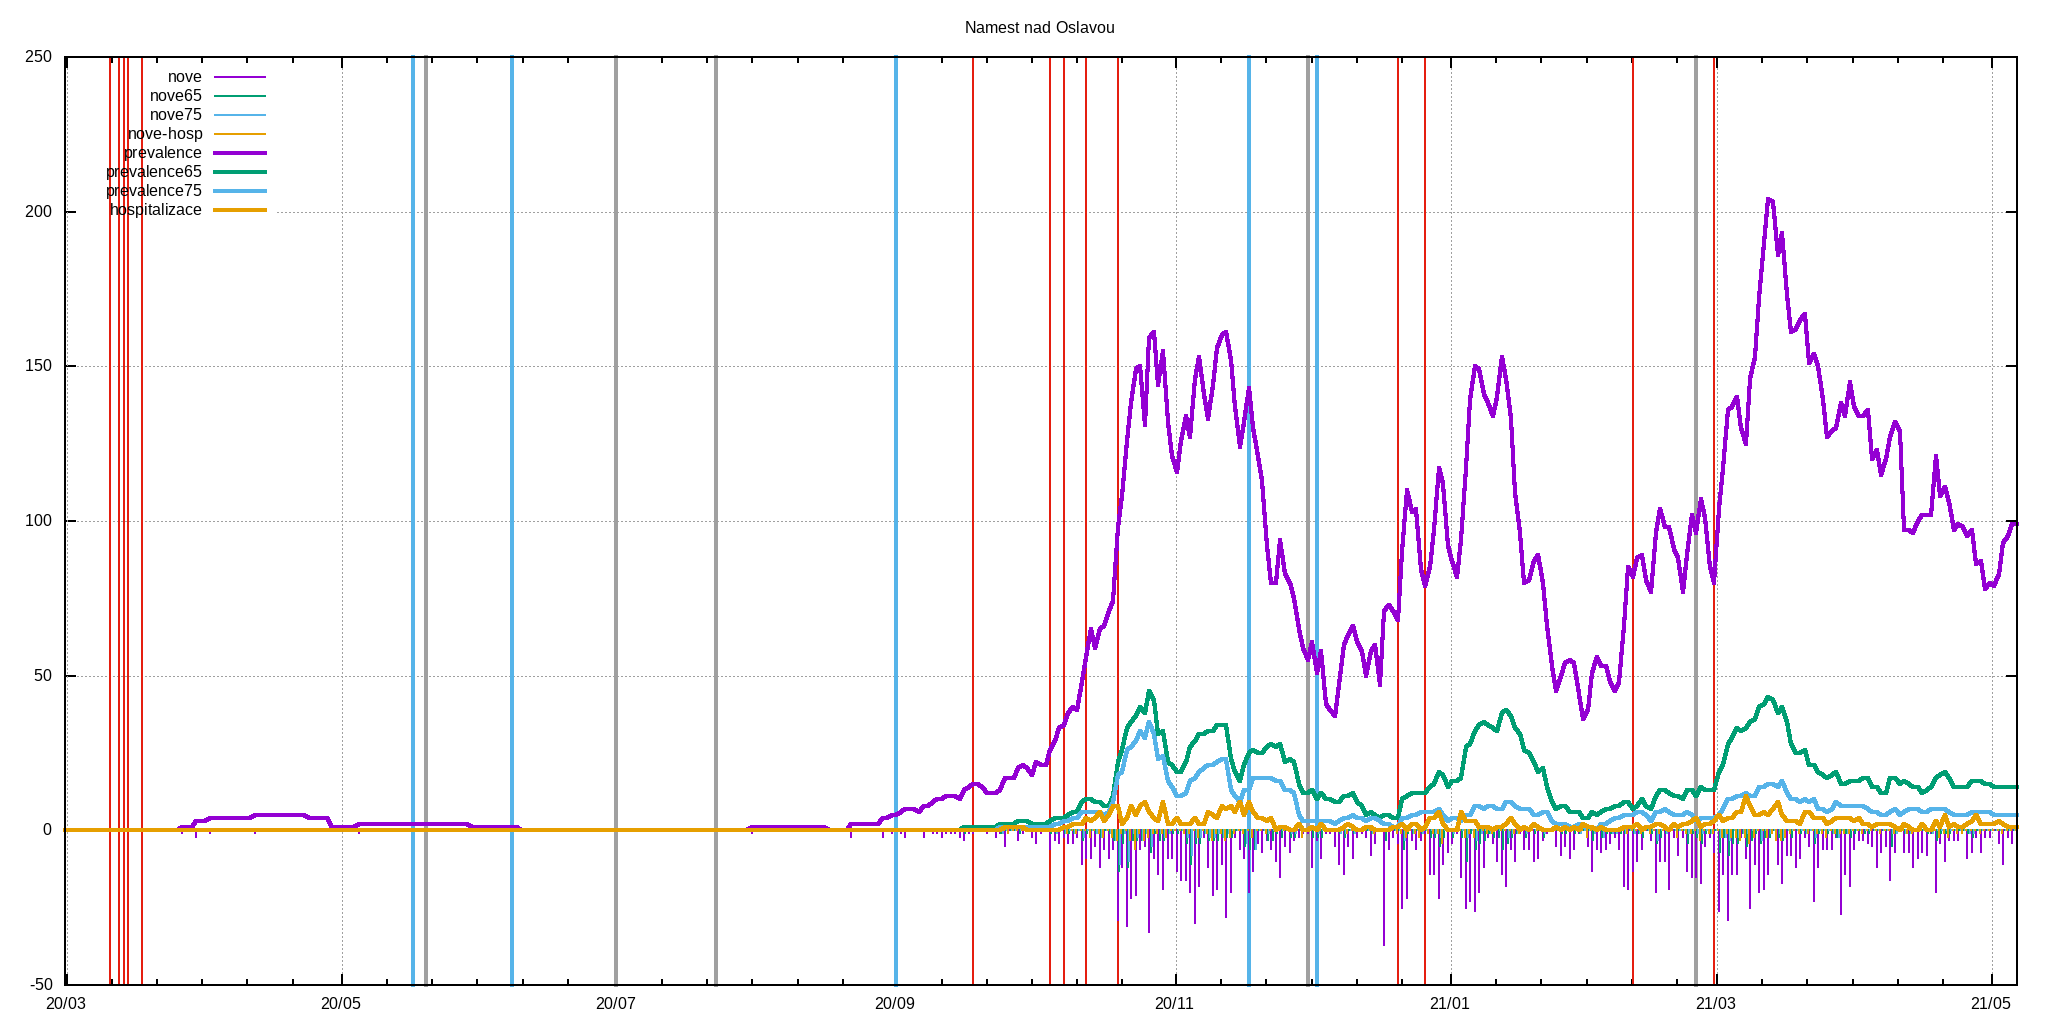 Namest nad Oslavou
250
200
150
100
50
0
-50
nove
nove65
nove75
nove-hosp
prevalence
prevalence65
prevalence75
hospitalizace
20/03 20/05 20/07 20/09 20/11 21/01 21/03 21/05